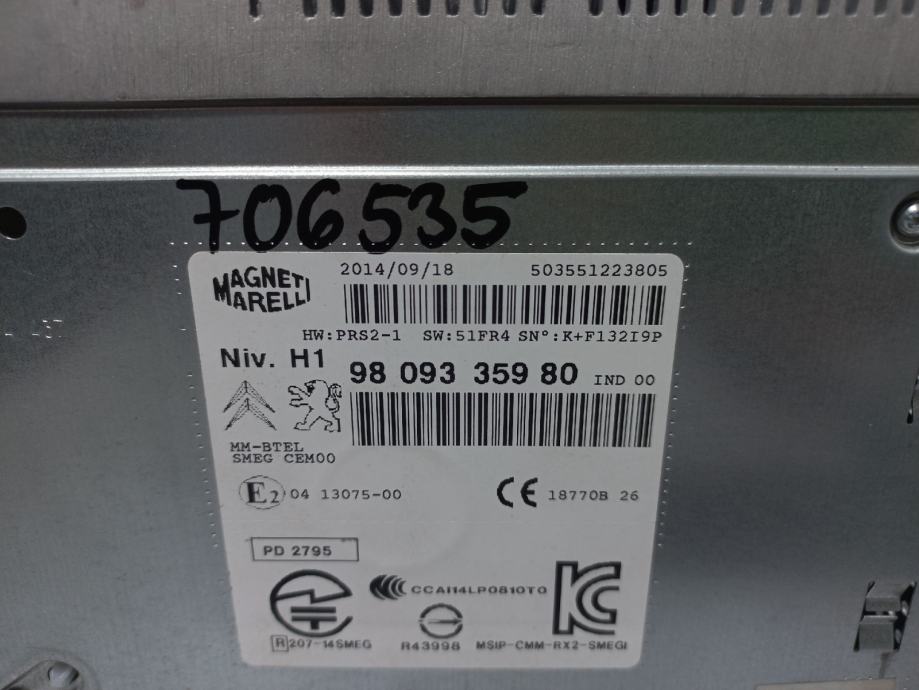 706535
MAGNETI
MARELLI
2014/09/18 503551223805
HW:PRS2-1 SW:51FR4 SN°:K+F132I9P
Niv. H1
98 093 359 80 IND 00
MM-BTEL
SMEG CEM00
E2 04 13075-00
CE 18770B 26
PD 2795
CCAI14LP0810T0
KC
R 207-14SMEG R43998 MSIP-CMM-RX2-SMEGI